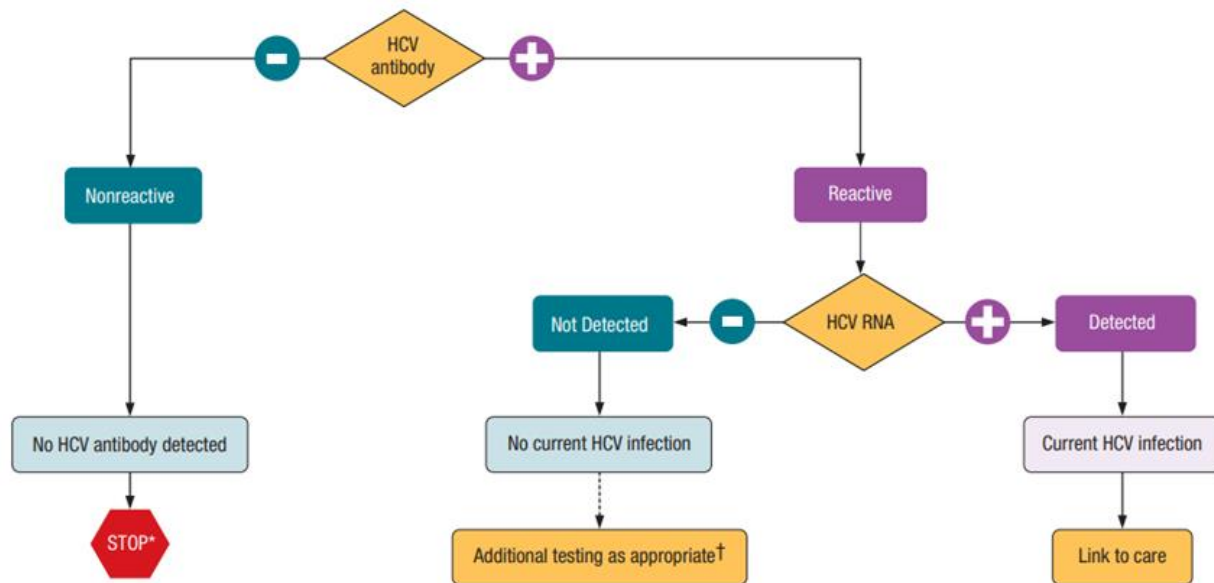 HCV
antibody
Nonreactive
Reactive
Not Detected
HCV RNA
Detected
No HCV antibody detected
No current HCV infection
Current HCV infection
STOP*
Additional testing as appropriate†
Link to care